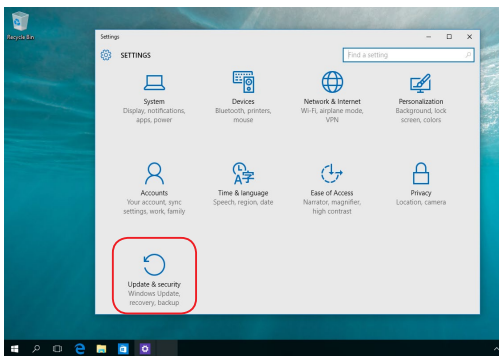 Recycle Bin
Settings
SETTINGS
Find a setting
System
Display, notifications,
apps, power
Devices
Bluetooth, printers,
mouse
Network & Internet
Wi-Fi, airplane mode,
VPN
Personalization
Background, lock
screen, colors
Accounts
Your account, sync
settings, work, family
Time & language
Speech, region, date
Ease of Access
Narrator, magnifier,
high contrast
Privacy
Location, camera
Update & security
Windows Update,
recovery, backup